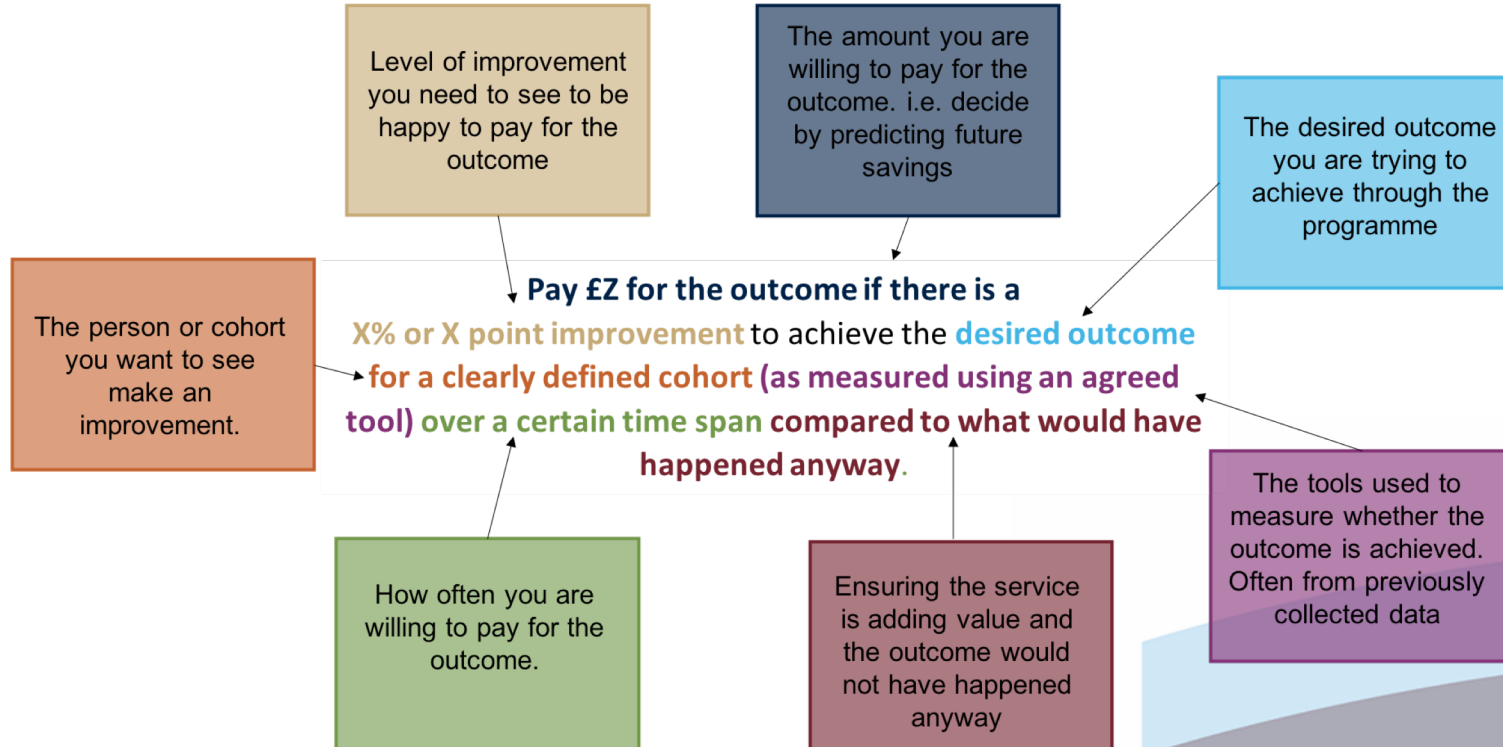 Level of improvement
you need to see to be
happy to pay for the
outcome
The amount you are
willing to pay for the
outcome. i.e. decide
by predicting future
savings
The desired outcome
you are trying to
achieve through the
programme
The person or cohort
you want to see
make an
improvement.
Pay £Z for the outcome if there is a
X% or X point improvement to achieve the desired outcome
for a clearly defined cohort (as measured using an agreed
tool) over a certain time span compared to what would have
happened anyway.
How often you are
willing to pay for the
outcome.
Ensuring the service
is adding value and
the outcome would
not have happened
anyway
The tools used to
measure whether the
outcome is achieved.
Often from previously
collected data